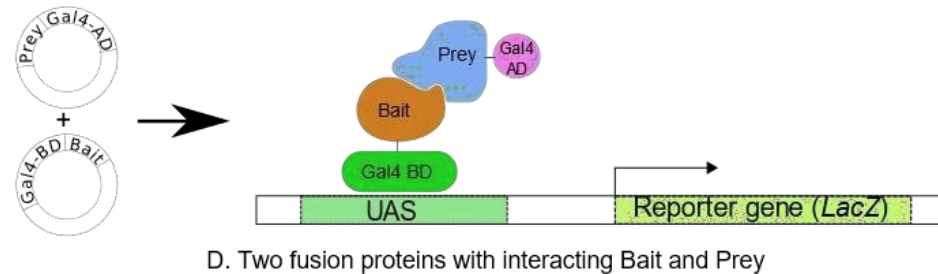 Prey Gal4-AD
+
Gal4-BD Bait
Prey
Gal4
AD
Bait
Gal4 BD
UAS
Reporter gene (LacZ)
D. Two fusion proteins with interacting Bait and Prey